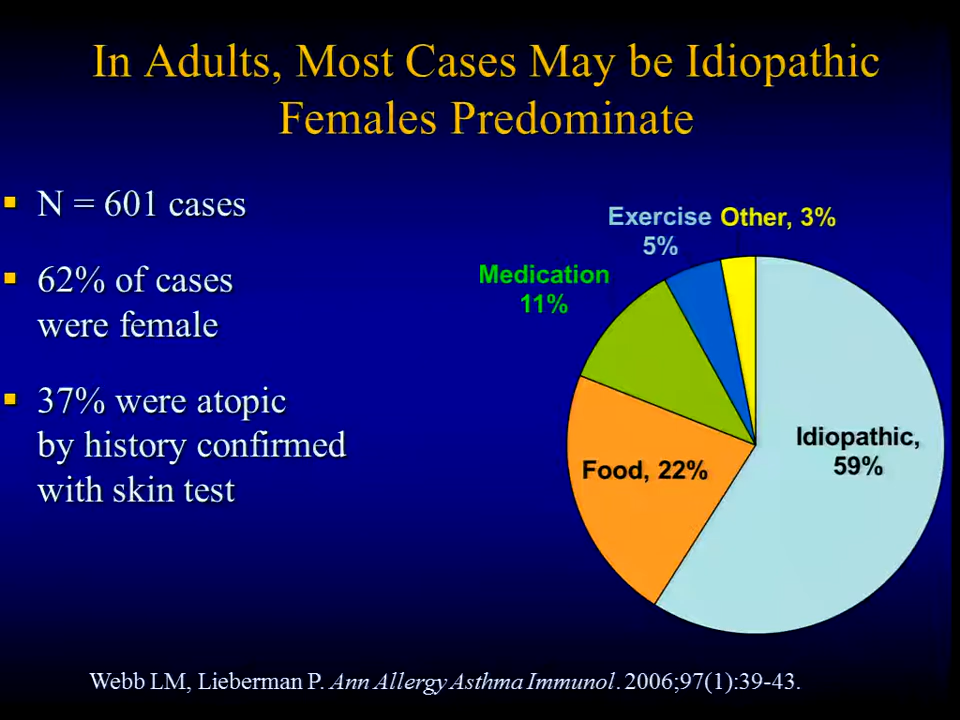 In Adults, Most Cases May be Idiopathic
Females Predominate
N = 601 cases
62% of cases
were female
37% were atopic
by history confirmed
with skin test
Exercise
5%
Other, 3%
Medication
11%
Food, 22%
Idiopathic,
59%
Webb LM, Lieberman P. Ann Allergy Asthma Immunol. 2006;97(1):39-43.